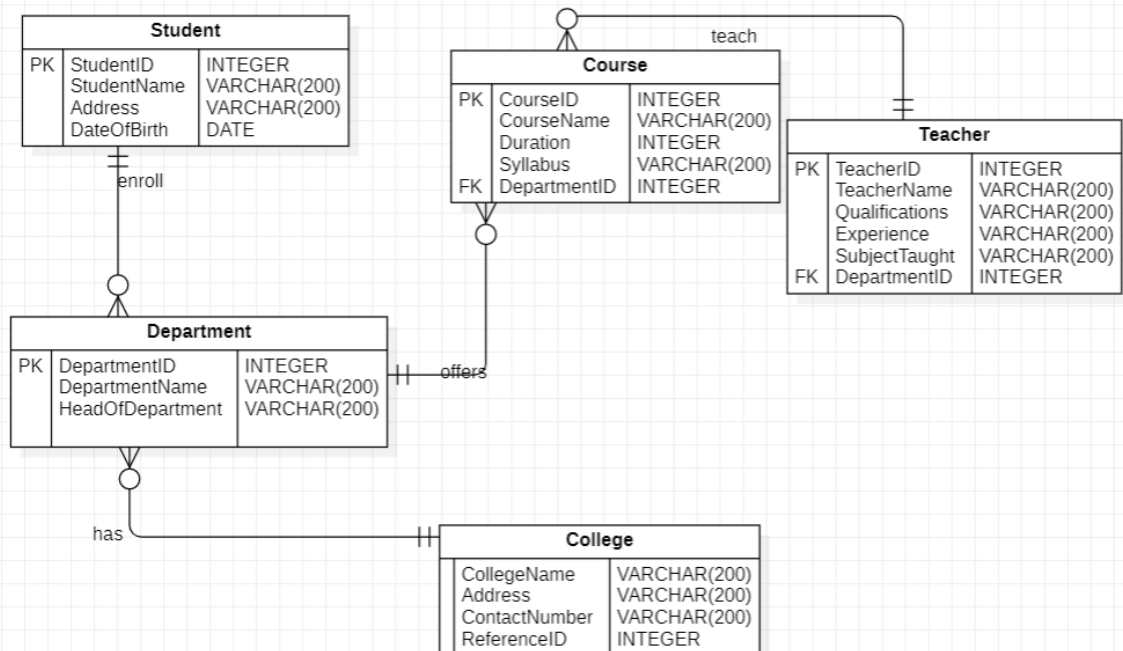 Student
PK StudentID INTEGER
StudentName VARCHAR(200)
Address VARCHAR(200)
DateOfBirth DATE
enroll
teach
Course
PK CourseID INTEGER
CourseName VARCHAR(200)
Duration INTEGER
Syllabus VARCHAR(200)
FK DepartmentID INTEGER
Teacher
PK TeacherID INTEGER
TeacherName VARCHAR(200)
Qualifications VARCHAR(200)
Experience VARCHAR(200)
SubjectTaught VARCHAR(200)
FK DepartmentID INTEGER
Department
PK DepartmentID INTEGER
DepartmentName VARCHAR(200)
HeadOfDepartment VARCHAR(200)
offers
has
College
CollegeName VARCHAR(200)
Address VARCHAR(200)
ContactNumber VARCHAR(200)
ReferenceID INTEGER